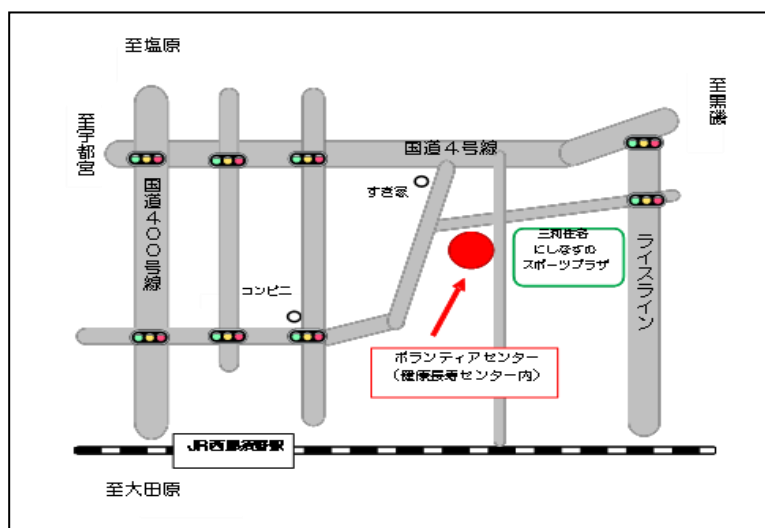 至塩原
至黒磯
至宇都宮
国道4号線
すき家
国道400号線
三和住宅
にしなすの
スポーツプラザ
ライスライン
コンビニ
ボランティアセンター
(健康長寿センター内)
JR西那須野駅
至大田原